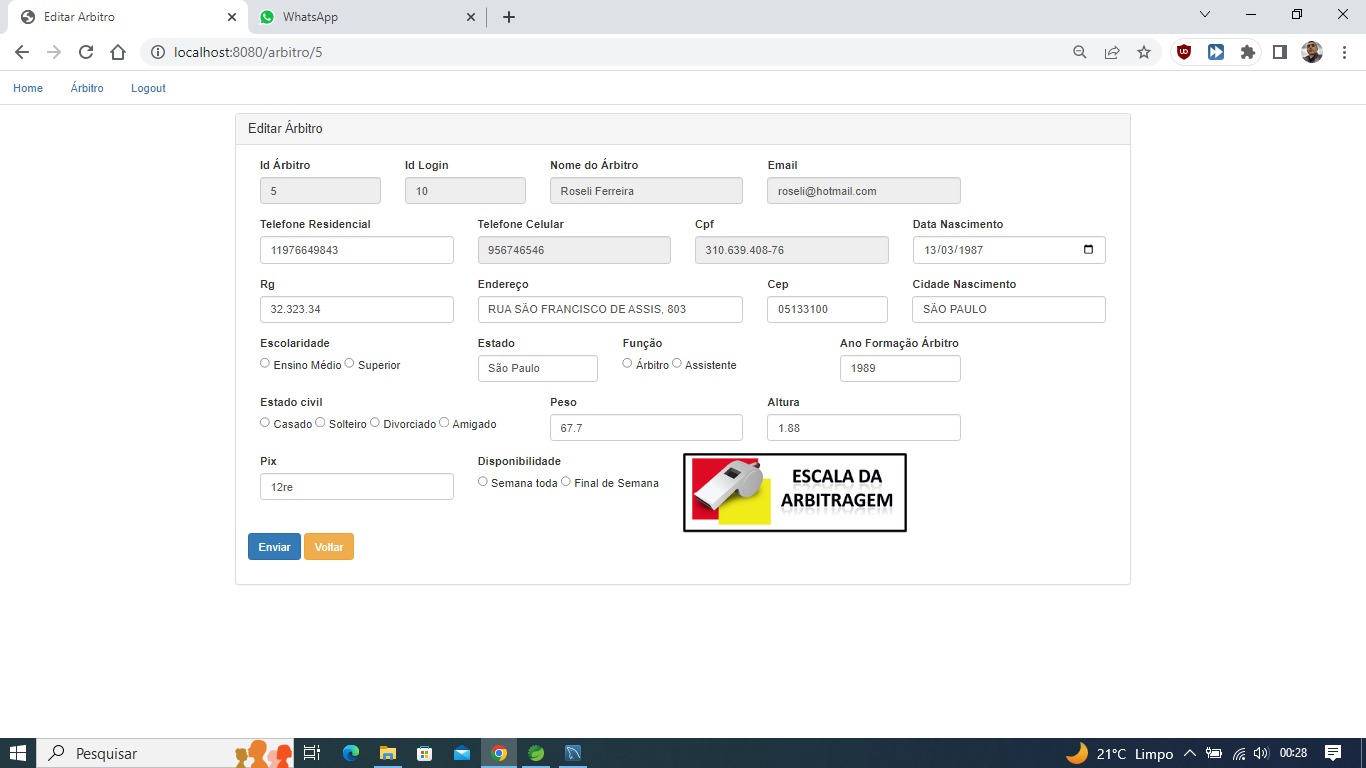 Editar Arbitro
WhatsApp
localhost:8080/arbitro/5
Home Árbitro Logout
Editar Árbitro
Id Árbitro Id Login Nome do Árbitro Email
5 10 Roseli Ferreira roseli@hotmail.com
Telefone Residencial Telefone Celular Cpf Data Nascimento
11976649843 956746546 310.639.408-76 13/03/1987
Rg Endereço Cep Cidade Nascimento
32.323.34 RUA SÃO FRANCISCO DE ASSIS, 803 05133100 SÃO PAULO
Escolaridade Estado Função Ano Formação Árbitro
Ensino Médio Superior São Paulo Árbitro Assistente 1989
Estado civil Peso Altura
Casado Solteiro Divorciado Amigado 67.7 1.88
Pix Disponibilidade
12re Semana toda Final de Semana
ESCALA DA
ARBITRAGEM
Enviar Voltar
Pesquisar 21°C Limpo 00:28